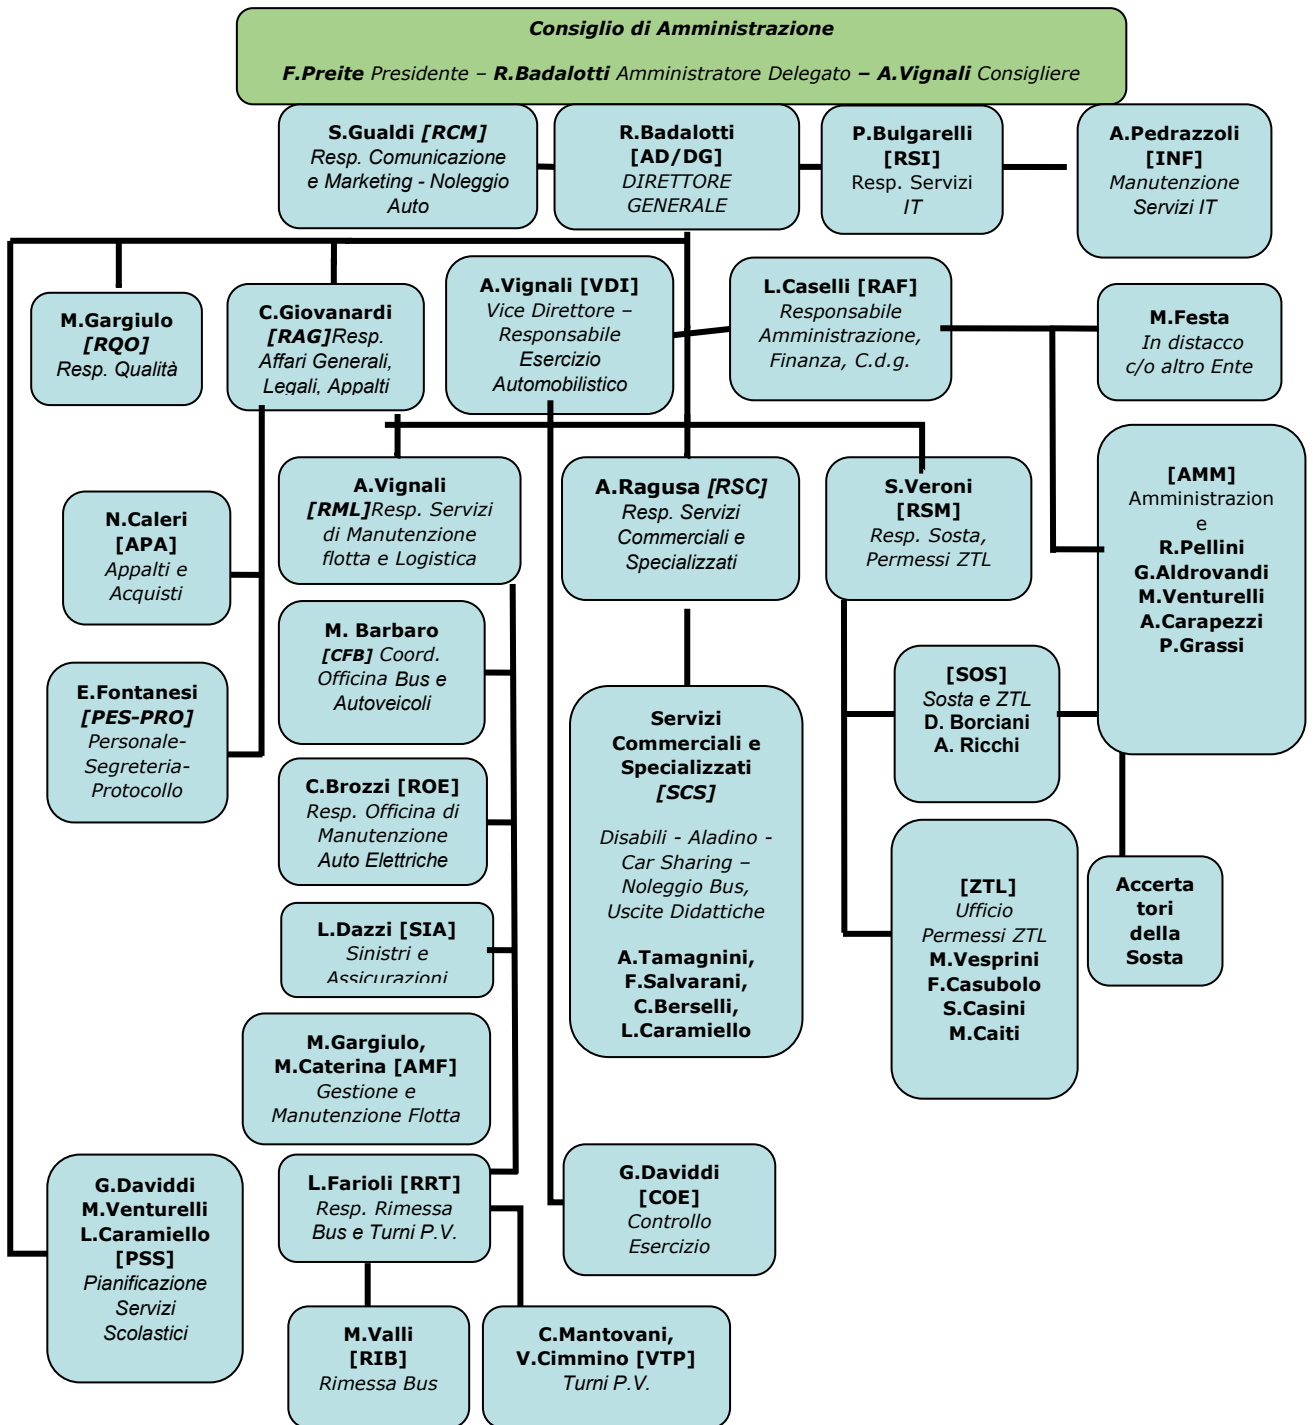 Consiglio di Amministrazione
F.Preite Presidente – R.Badalotti Amministratore Delegato – A.Vignali Consigliere
S.Gualdi [RCM]
Resp. Comunicazione
e Marketing - Noleggio
Auto
R.Badalotti
[AD/DG]
DIRETTORE
GENERALE
P.Bulgarelli
[RSI]
Resp. Servizi
IT
A.Pedrazzoli
[INF]
Manutenzione
Servizi IT
M.Gargiulo
[RQO]
Resp. Qualità
C.Giovanardi
[RAG]Resp.
Affari Generali,
Legali, Appalti
A.Vignali [VDI]
Vice Direttore –
Responsabile
Esercizio
Automobilistico
L.Caselli [RAF]
Responsabile
Amministrazione,
Finanza, C.d.g.
M.Festa
In distacco
c/o altro Ente
N.Caleri
[APA]
Appalti e
Acquisti
A.Vignali
[RML]Resp. Servizi
di Manutenzione
flotta e Logistica
A.Ragusa [RSC]
Resp. Servizi
Commerciali e
Specializzati
S.Veroni
[RSM]
Resp. Sosta,
Permessi ZTL
[AMM]
Amministrazion
e
R.Pellini
G.Aldrovandi
M.Venturelli
A.Carapezzi
P.Grassi
E.Fontanesi
[PES-PRO]
Personale-
Segreteria-
Protocollo
M. Barbaro
[CFB] Coord.
Officina Bus e
Autoveicoli
C.Brozzi [ROE]
Resp. Officina di
Manutenzione
Auto Elettriche
L.Dazzi [SIA]
Sinistri e
Assicurazioni
M.Gargiulo,
M.Caterina [AMF]
Gestione e
Manutenzione Flotta
Servizi
Commerciali e
Specializzati
[SCS]
Disabili - Aladino -
Car Sharing –
Noleggio Bus,
Uscite Didattiche
A.Tamagnini,
F.Salvarani,
C.Berselli,
L.Caramiello
[SOS]
Sosta e ZTL
D. Borciani
A. Ricchi
[ZTL]
Ufficio
Permessi ZTL
M.Vesprini
F.Casubolo
S.Casini
M.Caiti
Accerta
tori
della
Sosta
G.Daviddi
M.Venturelli
L.Caramiello
[PSS]
Pianificazione
Servizi
Scolastici
L.Farioli [RRT]
Resp. Rimessa
Bus e Turni P.V.
G.Daviddi
[COE]
Controllo
Esercizio
M.Valli
[RIB]
Rimessa Bus
C.Mantovani,
V.Cimmino [VTP]
Turni P.V.